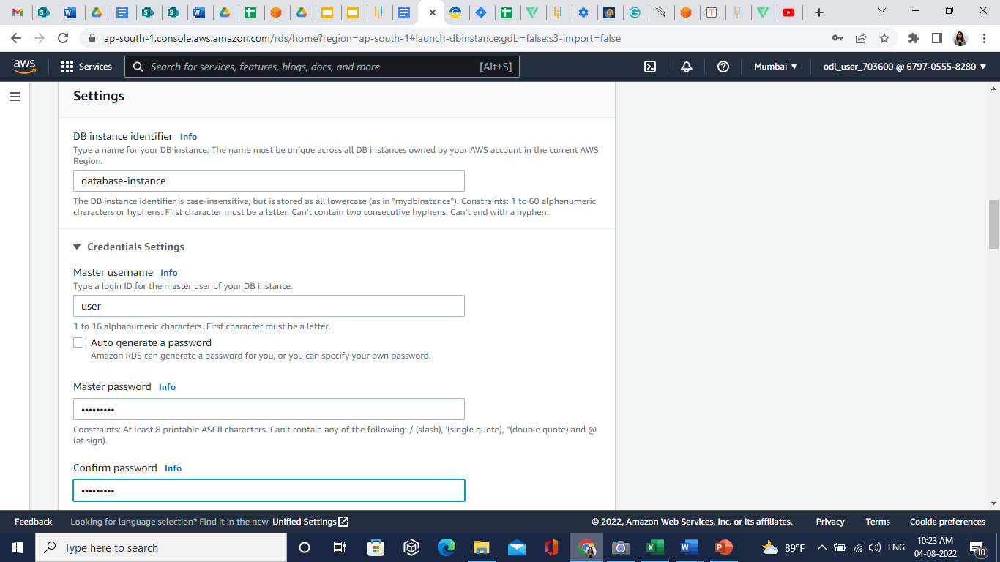 ap-south-1.console.aws.amazon.com/rds/home?region=ap-south-1#launch-dbinstance:gdb=false;s3-import=false
aws
Services
Search for services, features, blogs, docs, and more
[Alt+S]
Mumbai
odl_user_703600 @ 6797-0555-8280
Settings
DB instance identifier Info
Type a name for your DB instance. The name must be unique across all DB instances owned by your AWS account in the current AWS
Region.
database-instance
The DB instance identifier is case-insensitive, but is stored as all lowercase (as in "mydbinstance"). Constraints: 1 to 60 alphanumeric
characters or hyphens. First character must be a letter. Can't contain two consecutive hyphens. Can't end with a hyphen.
Credentials Settings
Master username Info
Type a login ID for the master user of your DB instance.
user
1 to 16 alphanumeric characters. First character must be a letter.
Auto generate a password
Amazon RDS can generate a password for you, or you can specify your own password.
Master password Info
•••••••••
Constraints: At least 8 printable ASCII characters. Can't contain any of the following: / (slash), '(single quote), "(double quote) and @
(at sign).
Confirm password Info
•••••••••
Feedback
Looking for language selection? Find it in the new Unified Settings
© 2022, Amazon Web Services, Inc. or its affiliates.
Privacy
Terms
Cookie preferences
Type here to search
89°F
ENG
10:23 AM
04-08-2022
10